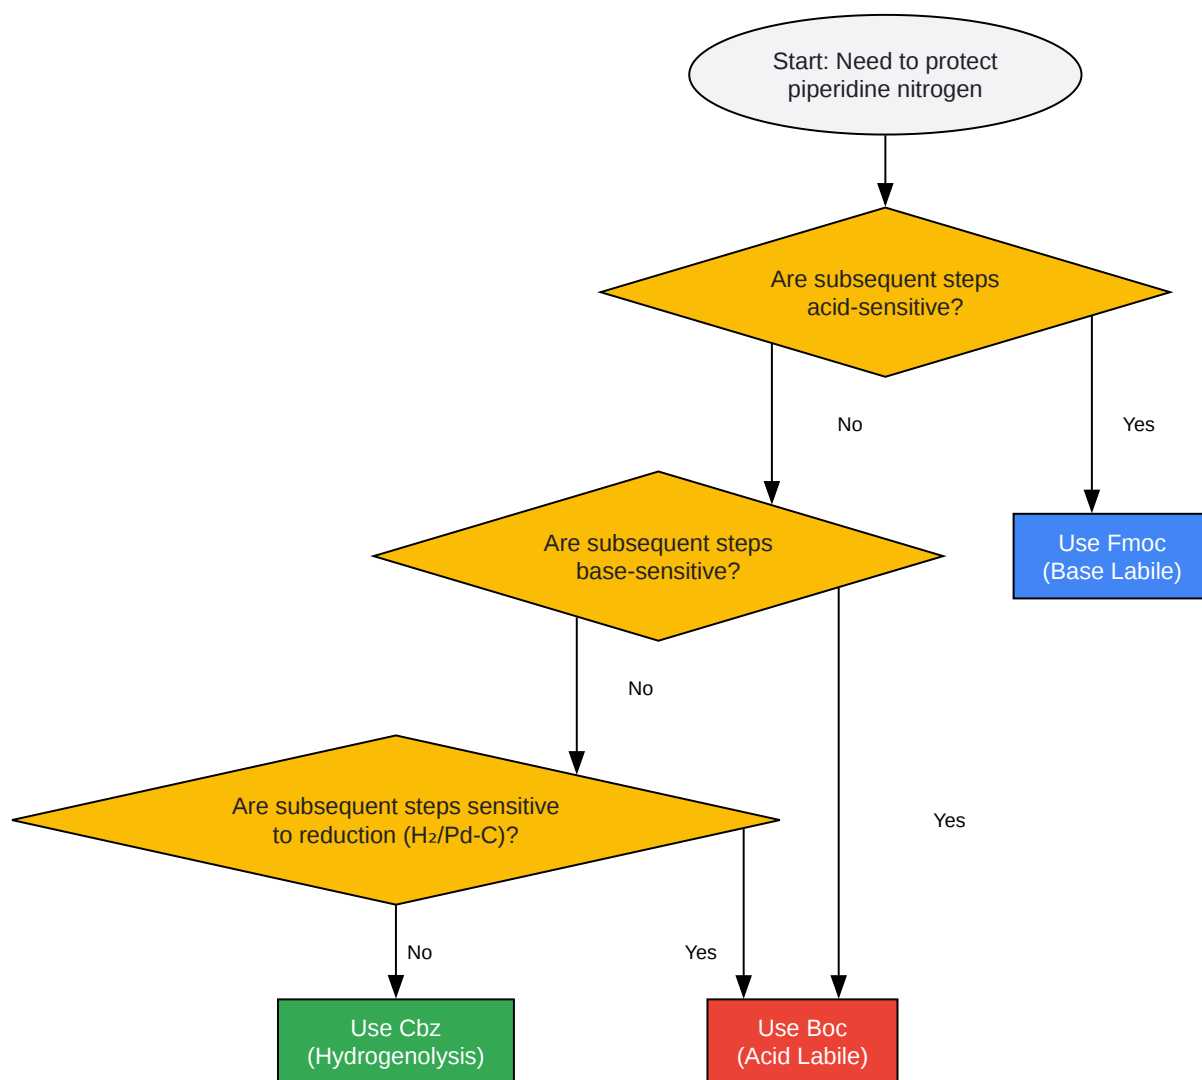 Start: Need to protect
piperidine nitrogen
Are subsequent steps
acid-sensitive?
No
Yes
Use Fmoc
(Base Labile)
Are subsequent steps
base-sensitive?
No
Yes
Are subsequent steps sensitive
to reduction (H₂/Pd-C)?
No
Yes
Use Cbz
(Hydrogenolysis)
Use Boc
(Acid Labile)